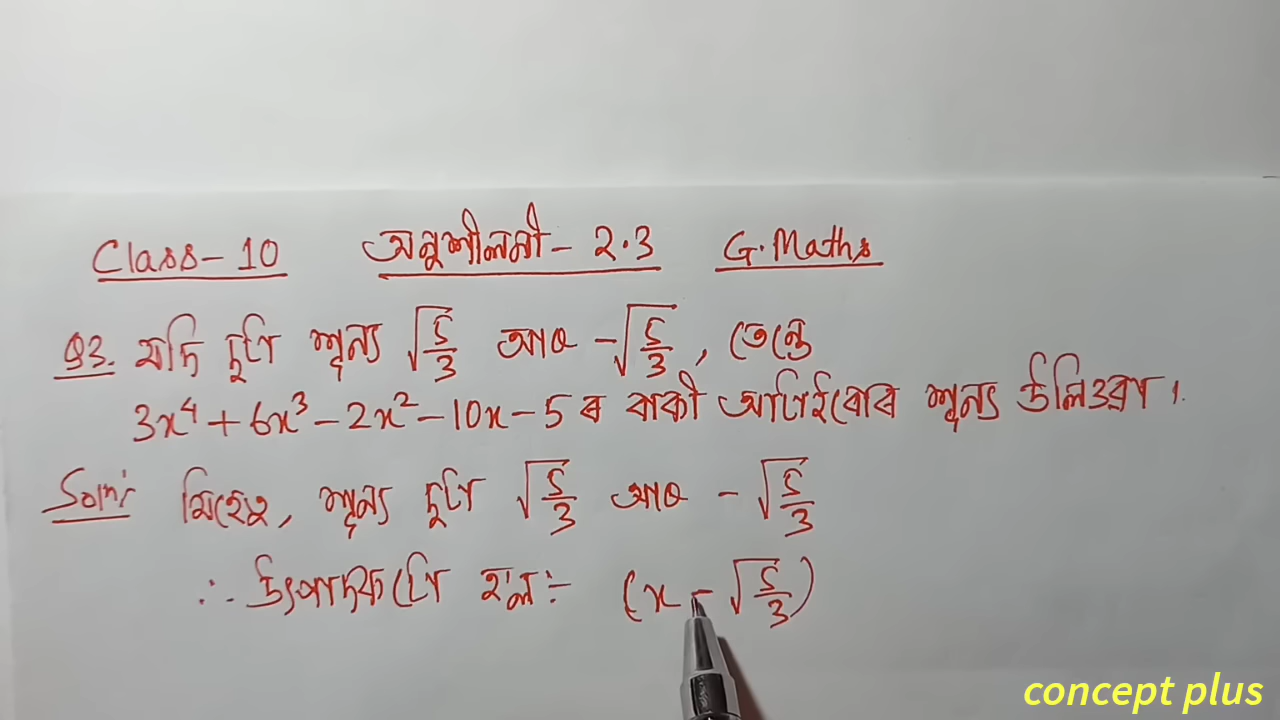 Class-10 অনুশীলনী-2.3 G.Maths
Q3. যদি দুটা শূন্য √5/3 আৰু -√5/3, তেন্তে
3x⁴+6x³-2x²-10x-5 ৰ বাকী আটাইবোৰ শূন্য উলিওৱা।
Solnঃ যিহেতু, শূন্য দুটা √5/3 আৰু -√5/3
∴ উৎপাদকটো হ'লঃ- (x-√5/3)
concept plus